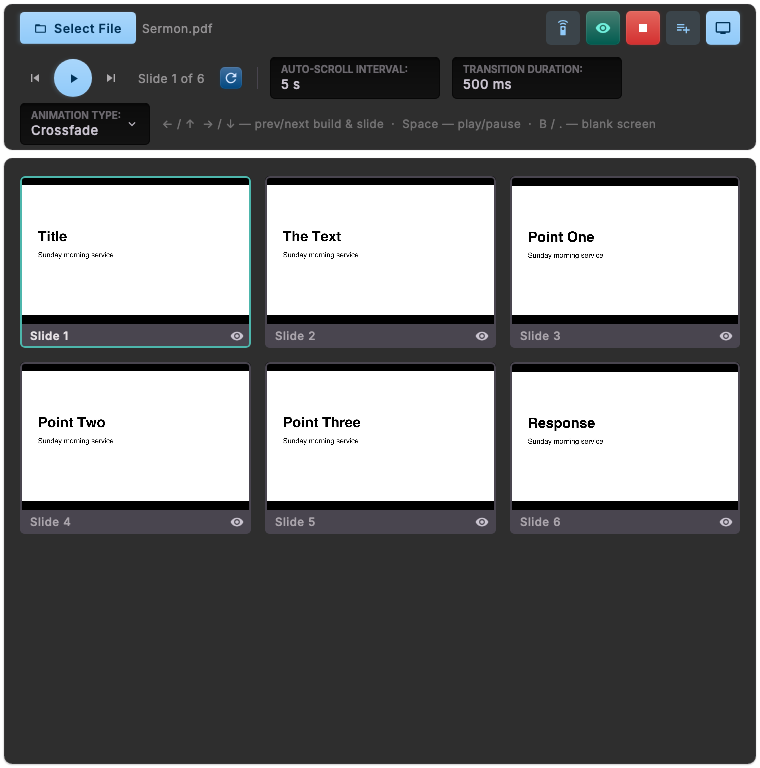 Select File
Sermon.pdf
Slide 1 of 6
AUTO-SCROLL INTERVAL:
5 s
TRANSITION DURATION:
500 ms
ANIMATION TYPE:
Crossfade
← / ↑ → / ↓ — prev/next build & slide · Space — play/pause · B / . — blank screen
Title
Sunday morning service
Slide 1
The Text
Sunday morning service
Slide 2
Point One
Sunday morning service
Slide 3
Point Two
Sunday morning service
Slide 4
Point Three
Sunday morning service
Slide 5
Response
Sunday morning service
Slide 6